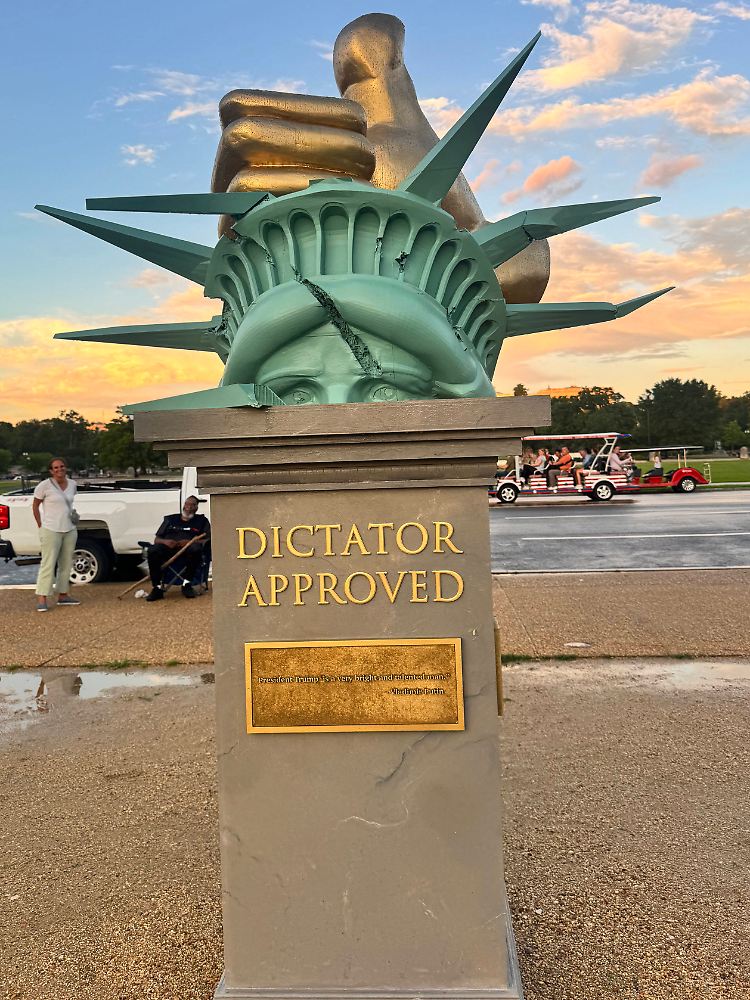 DICTATOR
APPROVED
"President Trump is a very bright and talented man."
-Vladimir Putin